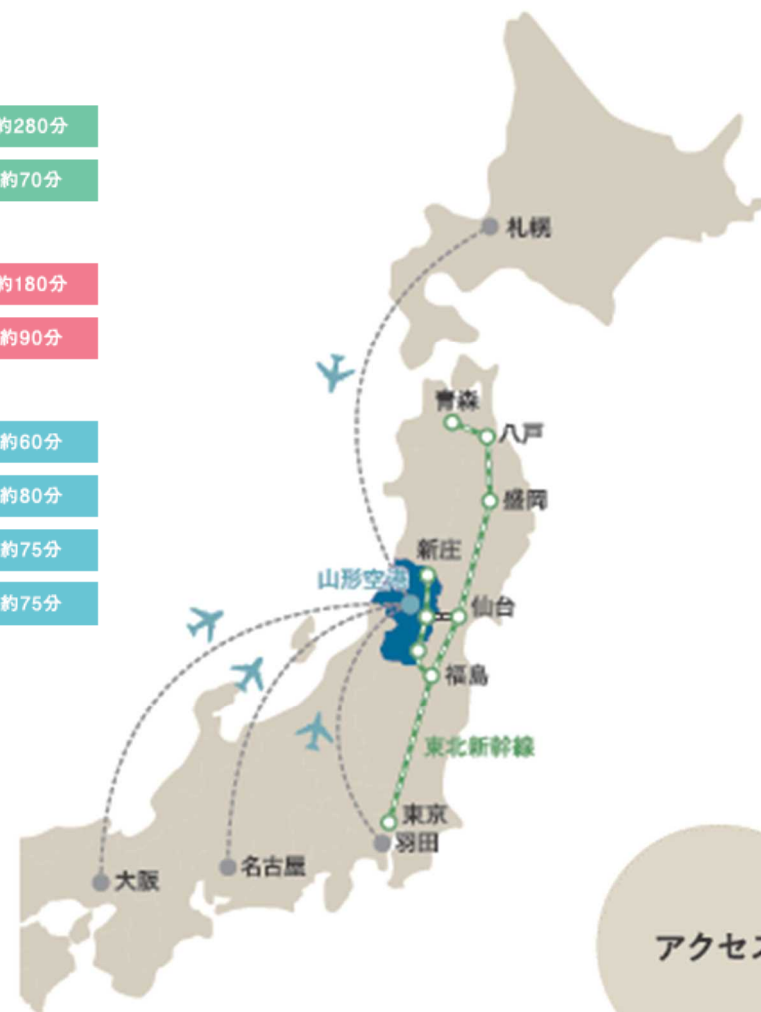 約280分
約70分
約180分
約90分
約60分
約80分
約75分
約75分
札幌
青森
八戸
盛岡
新庄
山形空港
仙台
福島
東北新幹線
東京
羽田
名古屋
大阪
アクセス